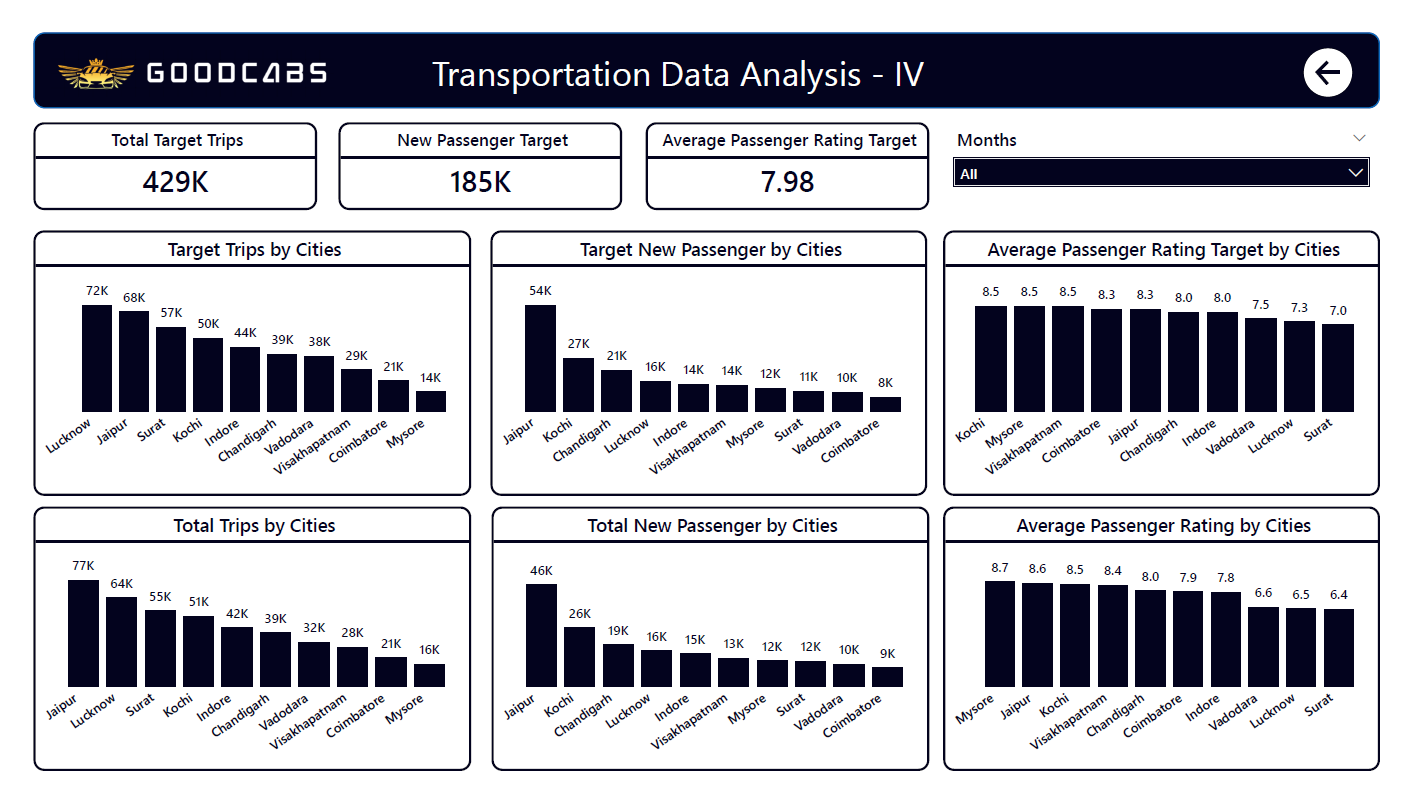 GOODCABS
Transportation Data Analysis - IV
Total Target Trips
429K
New Passenger Target
185K
Average Passenger Rating Target
7.98
Months
All
Target Trips by Cities
72K 68K 57K 50K 44K 39K 38K 29K 21K 14K
Lucknow Jaipur Surat Kochi Indore Chandigarh Vadodara Visakhapatnam Coimbatore Mysore
Target New Passenger by Cities
54K 27K 21K 16K 14K 14K 12K 11K 10K 8K
Jaipur Kochi Chandigarh Lucknow Indore Visakhapatnam Mysore Surat Vadodara Coimbatore
Average Passenger Rating Target by Cities
8.5 8.5 8.5 8.3 8.3 8.0 8.0 7.5 7.3 7.0
Kochi Mysore Visakhapatnam Coimbatore Jaipur Chandigarh Indore Vadodara Lucknow Surat
Total Trips by Cities
77K 64K 55K 51K 42K 39K 32K 28K 21K 16K
Jaipur Lucknow Surat Kochi Indore Chandigarh Vadodara Visakhapatnam Coimbatore Mysore
Total New Passenger by Cities
46K 26K 19K 16K 15K 13K 12K 12K 10K 9K
Jaipur Kochi Chandigarh Lucknow Indore Visakhapatnam Mysore Surat Vadodara Coimbatore
Average Passenger Rating by Cities
8.7 8.6 8.5 8.4 8.0 7.9 7.8 6.6 6.5 6.4
Mysore Jaipur Kochi Visakhapatnam Chandigarh Coimbatore Indore Vadodara Lucknow Surat